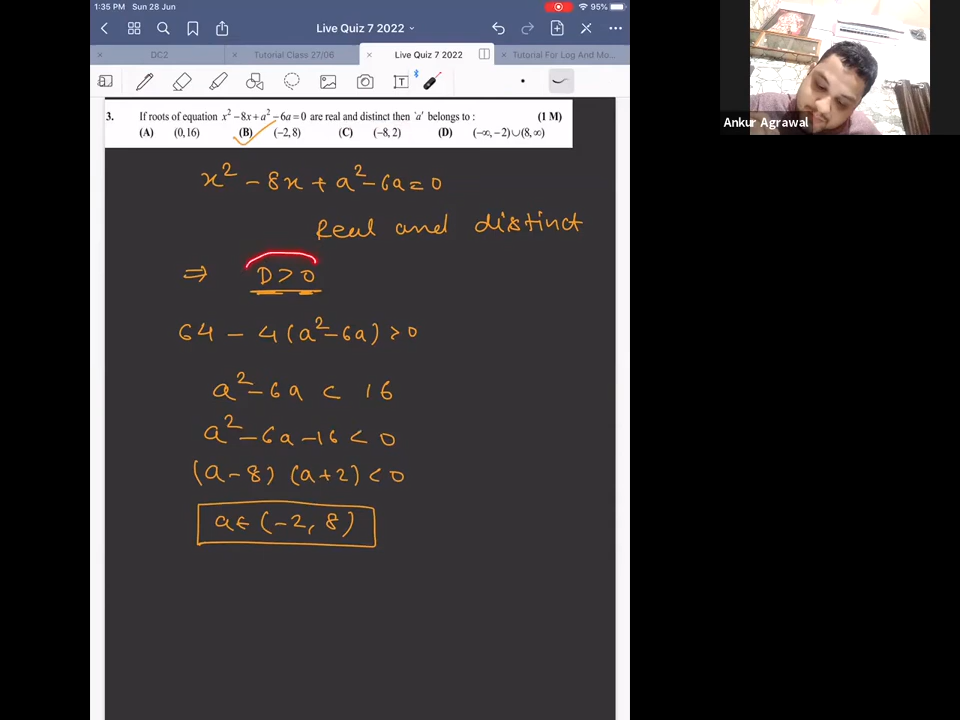 1:35 PM Sun 28 Jun 95%
Live Quiz 7 2022
DC2 Tutorial Class 27/06 Live Quiz 7 2022 Tutorial For Log And Mo...
3. If roots of equation x² − 8x + a² − 6a = 0 are real and distinct then 'a' belongs to : (1 M)
(A) (0, 16) (B) (−2, 8) (C) (−8, 2) (D) (−∞, −2) ∪ (8, ∞)
Ankur Agrawal
x² − 8x + a² − 6a = 0
Real and distinct
⇒ D > 0
64 − 4(a² − 6a) > 0
a² − 6a < 16
a² − 6a − 16 < 0
(a − 8) (a + 2) < 0
a ∈ (−2, 8)